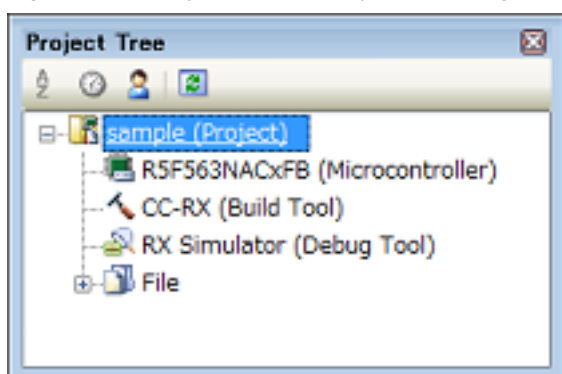 Project Tree
sample (Project)
R5F563NACxFB (Microcontroller)
CC-RX (Build Tool)
RX Simulator (Debug Tool)
File